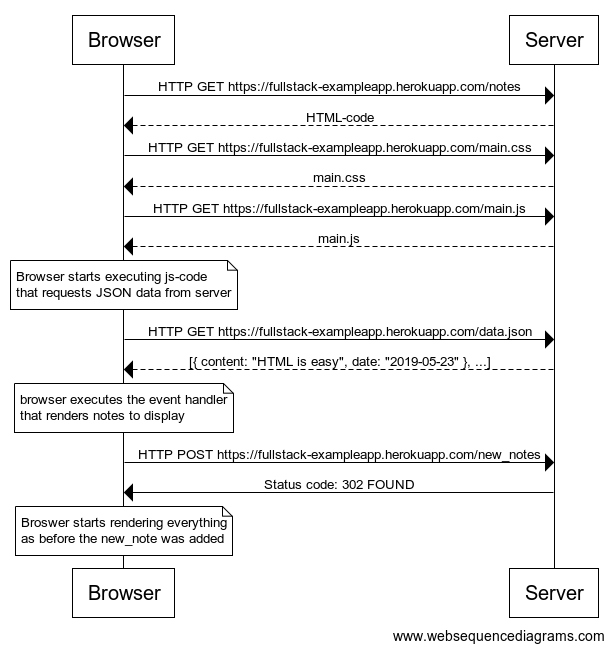 Browser
Server
HTTP GET https://fullstack-exampleapp.herokuapp.com/notes
HTML-code
HTTP GET https://fullstack-exampleapp.herokuapp.com/main.css
main.css
HTTP GET https://fullstack-exampleapp.herokuapp.com/main.js
main.js
Browser starts executing js-code
that requests JSON data from server
HTTP GET https://fullstack-exampleapp.herokuapp.com/data.json
[{ content: "HTML is easy", date: "2019-05-23" }, ...]
browser executes the event handler
that renders notes to display
HTTP POST https://fullstack-exampleapp.herokuapp.com/new_notes
Status code: 302 FOUND
Broswer starts rendering everything
as before the new_note was added
Browser
Server
www.websequencediagrams.com